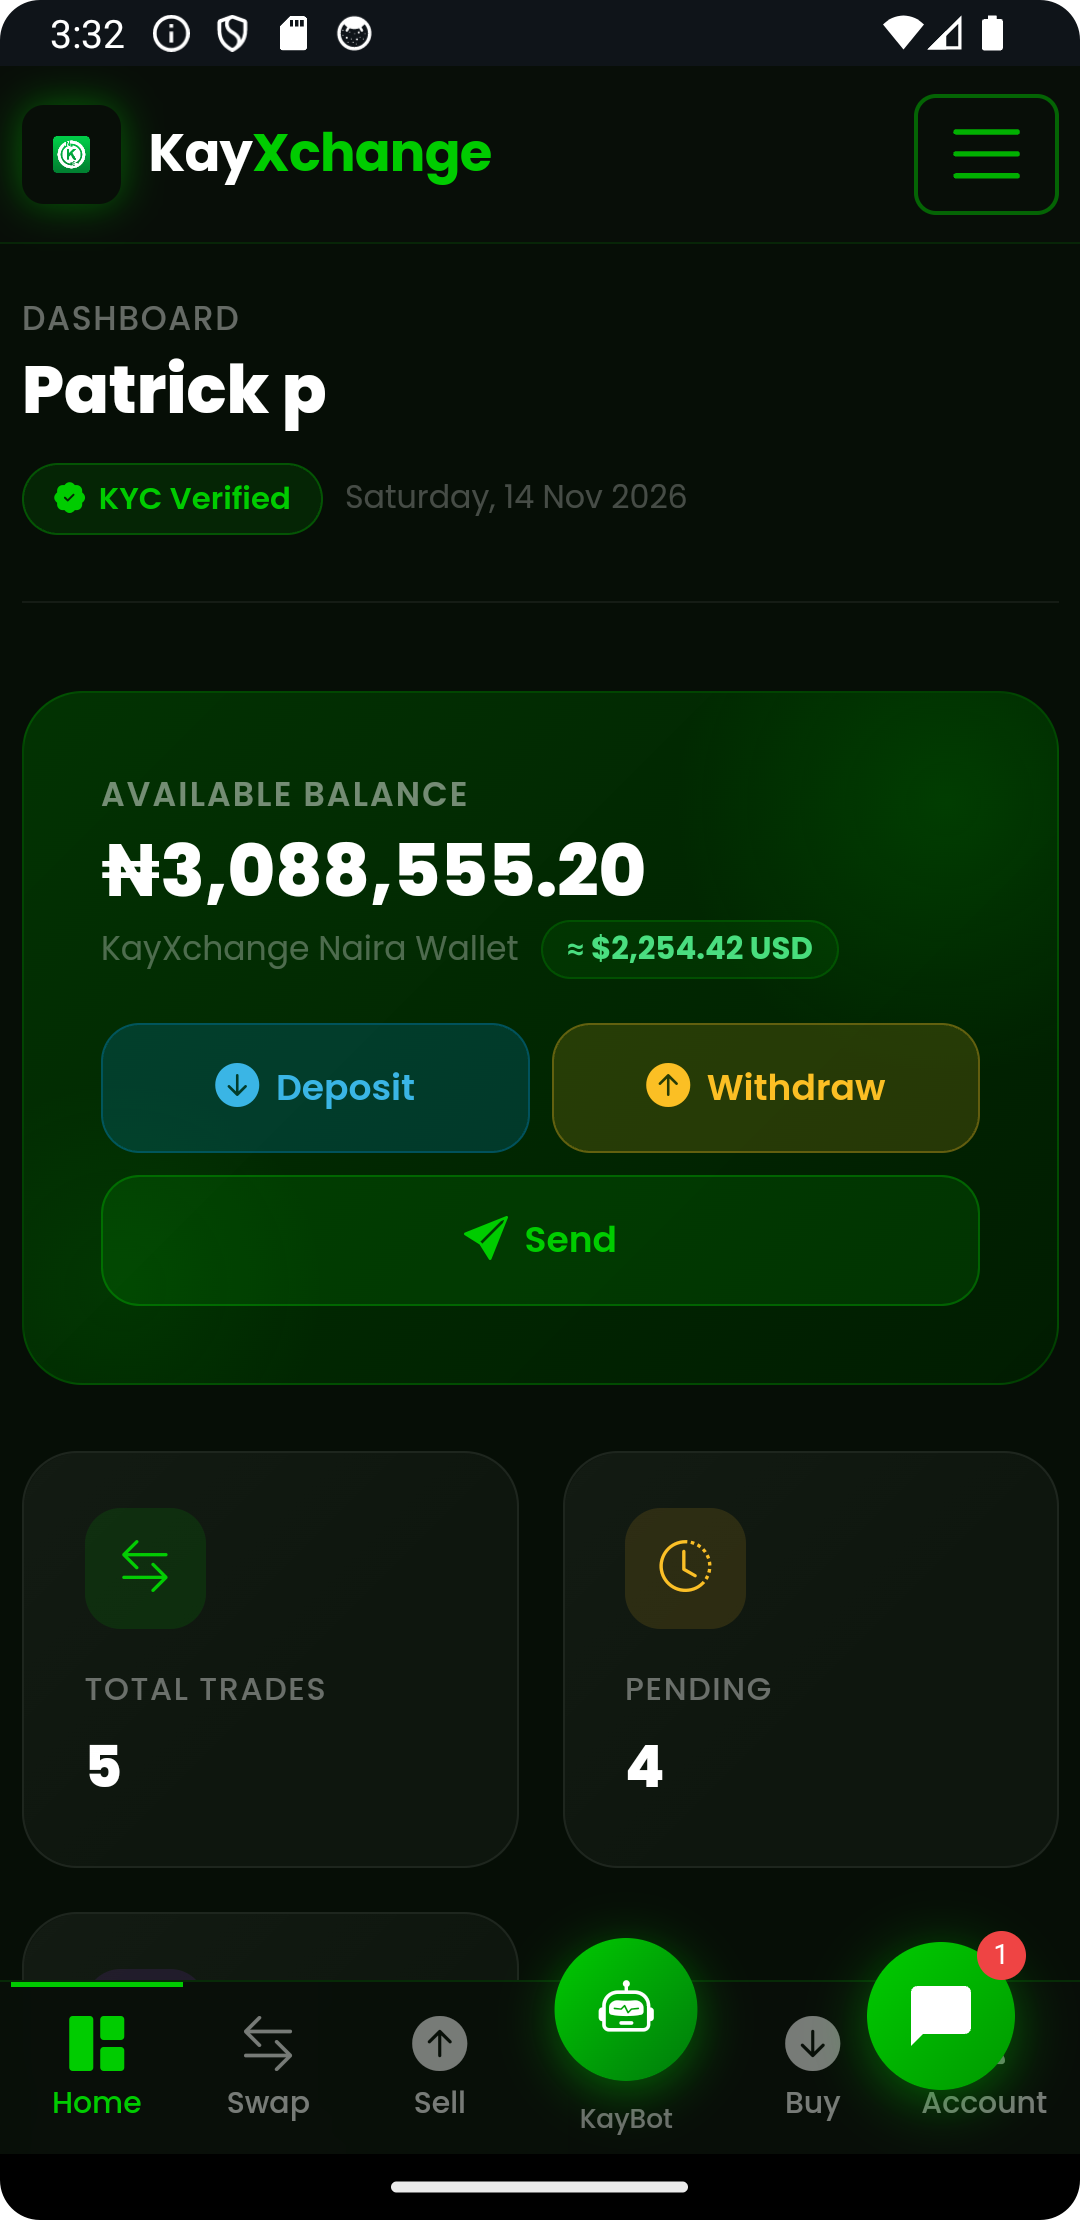 3:32
KayXchange
DASHBOARD
Patrick p
KYC Verified
Saturday, 14 Nov 2026
AVAILABLE BALANCE
₦3,088,555.20
KayXchange Naira Wallet
≈ $2,254.42 USD
Deposit
Withdraw
Send
TOTAL TRADES
5
PENDING
4
1
Home
Swap
Sell
KayBot
Buy
Account